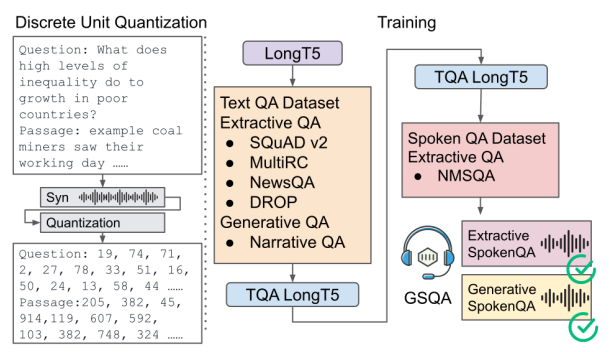 Discrete Unit Quantization
Question: What does
high levels of
inequality do to
growth in poor
countries?
Passage: example coal
miners saw their
working day ……
Syn
Quantization
Question: 19, 74, 71,
2, 27, 78, 33, 51, 16,
50, 24, 13, 58, 44 ……
Passage:205, 382, 45,
914,119, 607, 592,
103, 382, 748, 324 ……
Training
LongT5
Text QA Dataset
Extractive QA
● SQuAD v2
● MultiRC
● NewsQA
● DROP
Generative QA
● Narrative QA
TQA LongT5
TQA LongT5
Spoken QA Dataset
Extractive QA
● NMSQA
GSQA
Extractive
SpokenQA
Generative
SpokenQA